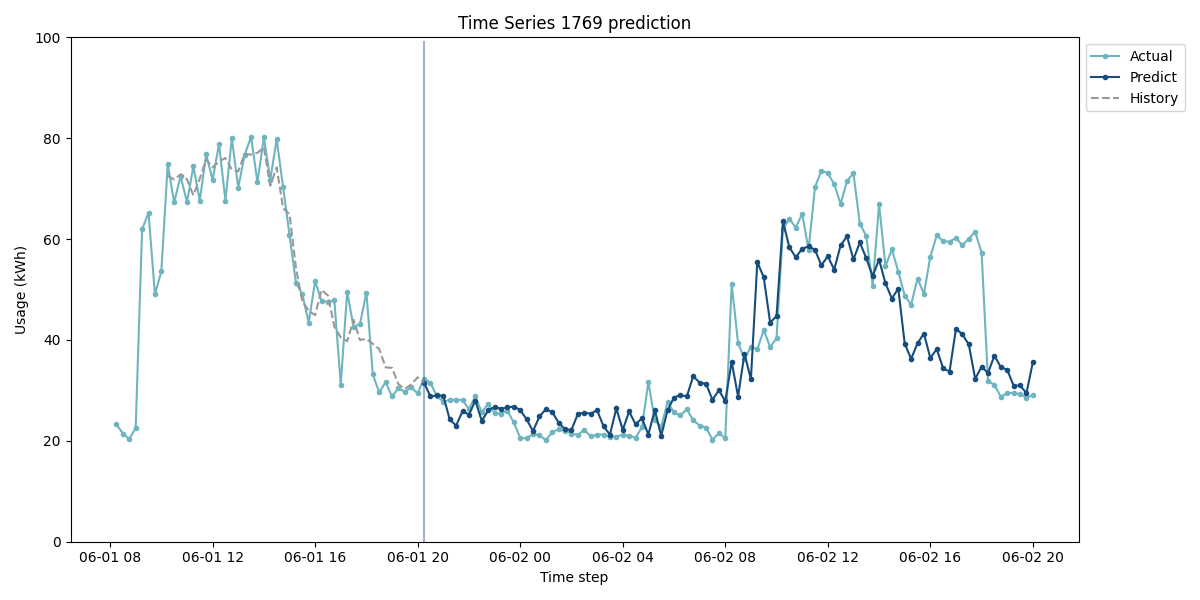 Time Series 1769 prediction
Usage (kWh)
100
80
60
40
20
0
06-01 08
06-01 12
06-01 16
06-01 20
06-02 00
06-02 04
06-02 08
06-02 12
06-02 16
06-02 20
Time step
Actual
Predict
History